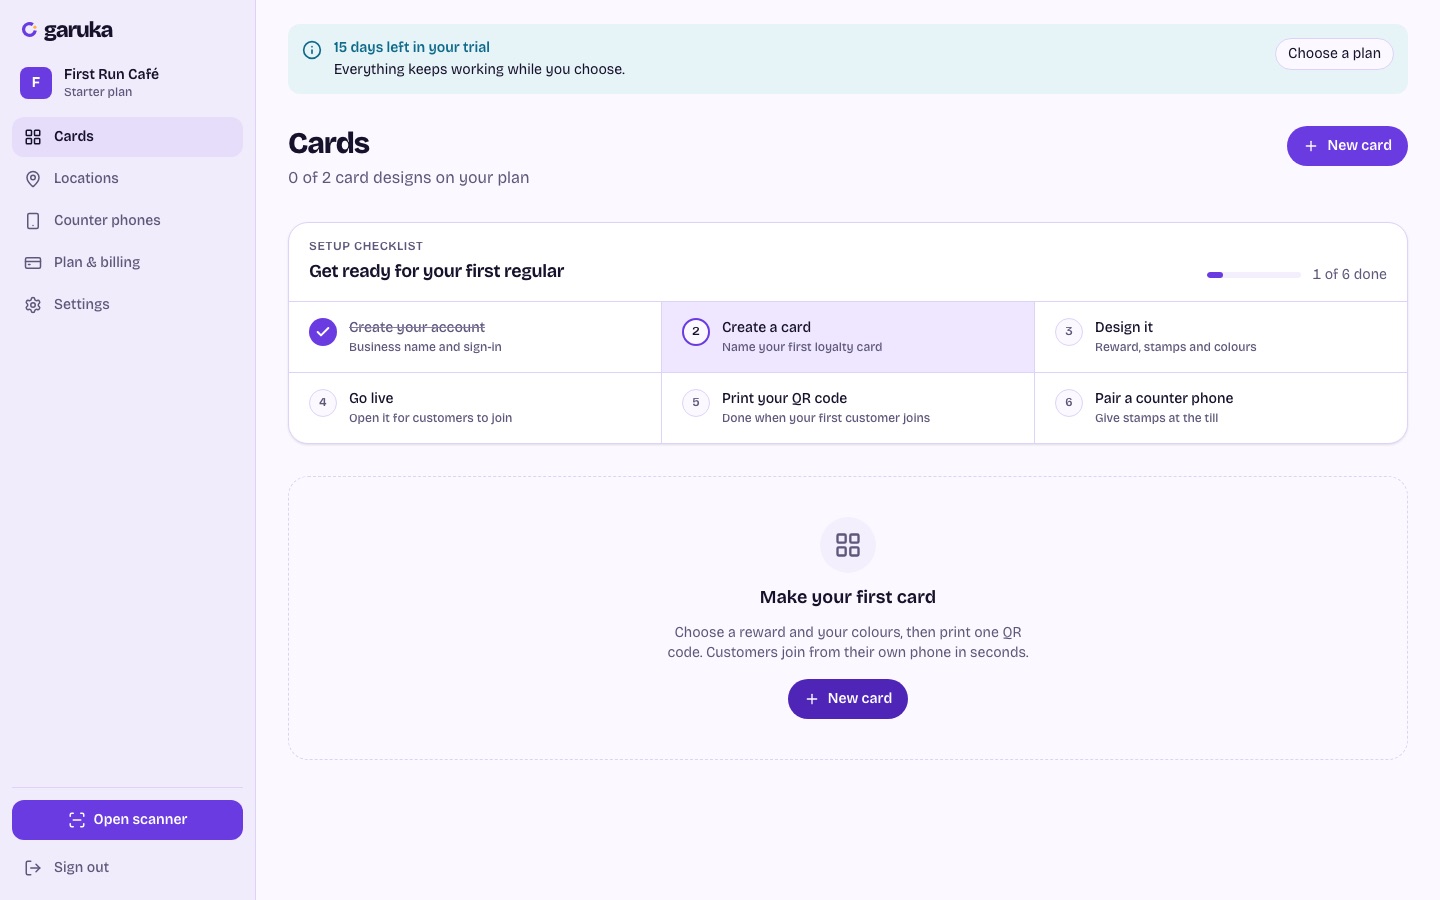 garuka
F
First Run Café
Starter plan
Cards
Locations
Counter phones
Plan & billing
Settings
Open scanner
Sign out
15 days left in your trial
Everything keeps working while you choose.
Choose a plan
Cards
0 of 2 card designs on your plan
New card
SETUP CHECKLIST
Get ready for your first regular
1 of 6 done
Create your account
Business name and sign-in
2
Create a card
Name your first loyalty card
3
Design it
Reward, stamps and colours
4
Go live
Open it for customers to join
5
Print your QR code
Done when your first customer joins
6
Pair a counter phone
Give stamps at the till
Make your first card
Choose a reward and your colours, then print one QR
code. Customers join from their own phone in seconds.
New card